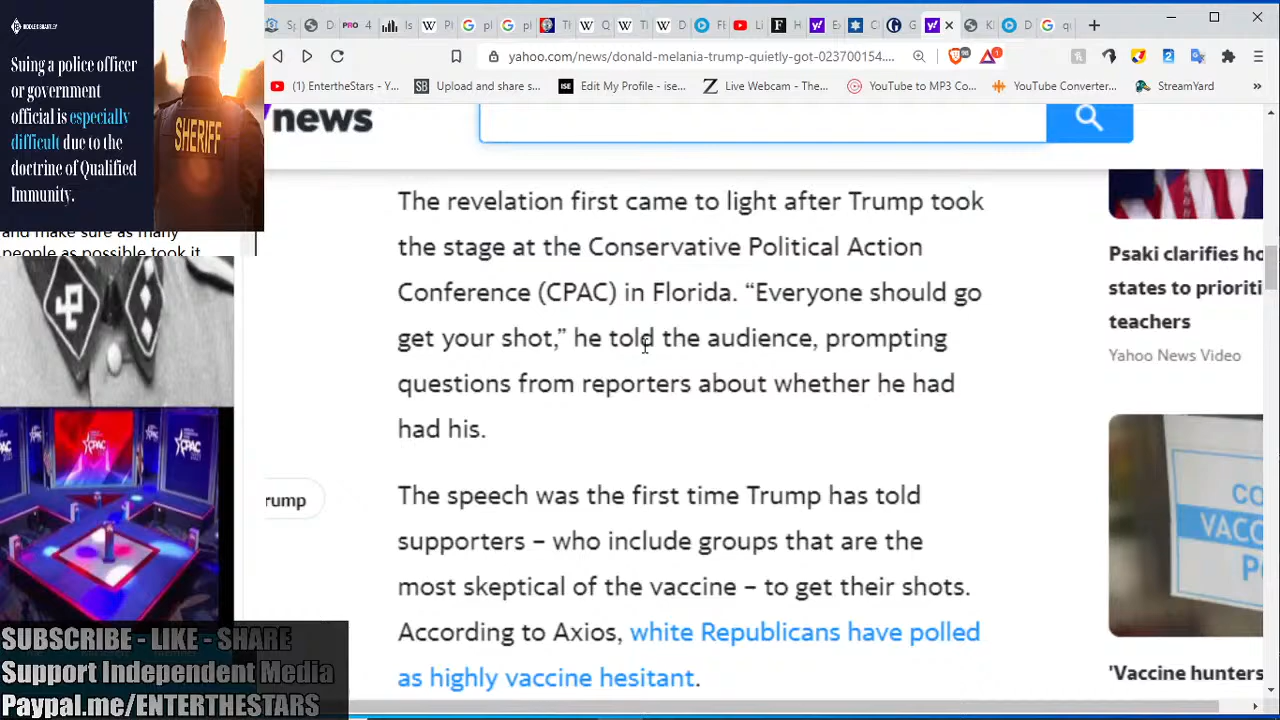 Suing a police officer
or government
official is especially
difficult due to the
doctrine of Qualified
Immunity.
SHERIFF
and make sure as many
people as possible took it
CPAC
SUBSCRIBE - LIKE - SHARE
Support Independent Media
Paypal.me/ENTERTHESTARS
yahoo.com/news/donald-melania-trump-quietly-got-023700154....
(1) EntertheStars - Y...
Upload and share s...
Edit My Profile - ise...
Live Webcam - The...
YouTube to MP3 Co...
YouTube Converter...
StreamYard
news
The revelation first came to light after Trump took
the stage at the Conservative Political Action
Conference (CPAC) in Florida. “Everyone should go
get your shot,” he told the audience, prompting
questions from reporters about whether he had
had his.
rump
The speech was the first time Trump has told
supporters – who include groups that are the
most skeptical of the vaccine – to get their shots.
According to Axios, white Republicans have polled
as highly vaccine hesitant.
Psaki clarifies ho
states to prioriti
teachers
Yahoo News Video
CO
VACC
'Vaccine hunters